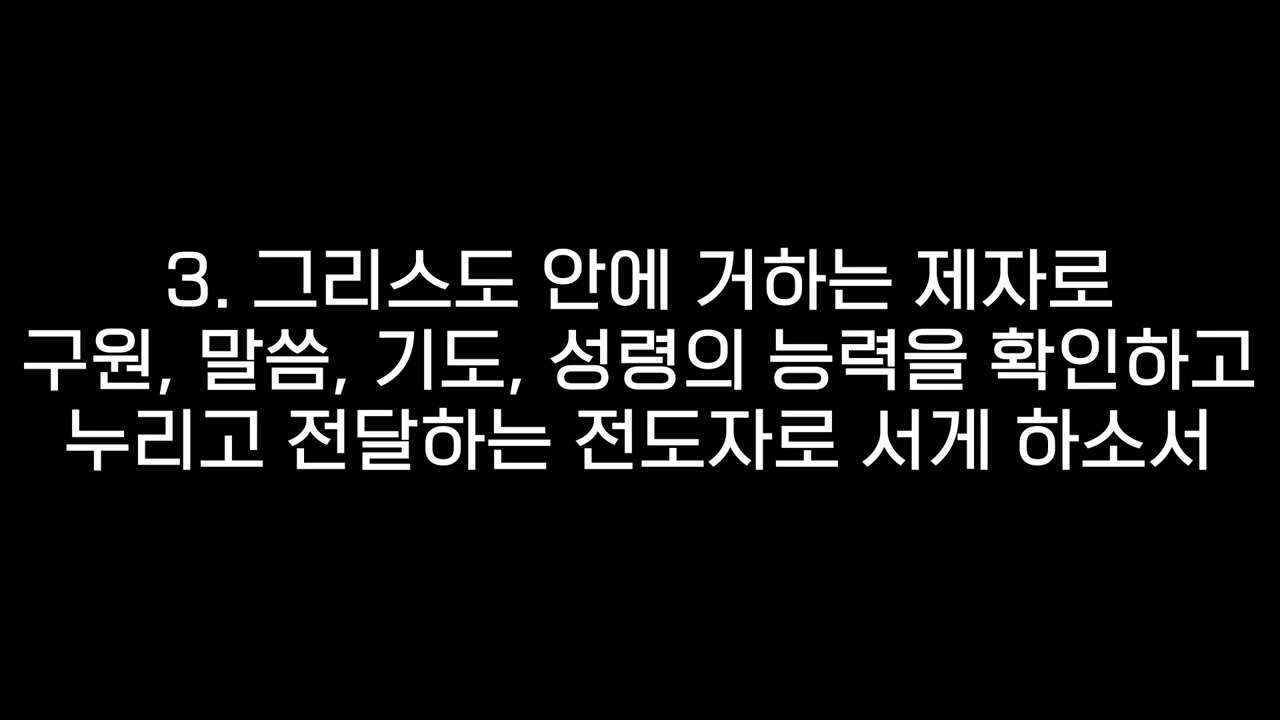 3. 그리스도 안에 거하는 제자로
구원, 말씀, 기도, 성령의 능력을 확인하고
누리고 전달하는 전도자로 서게 하소서